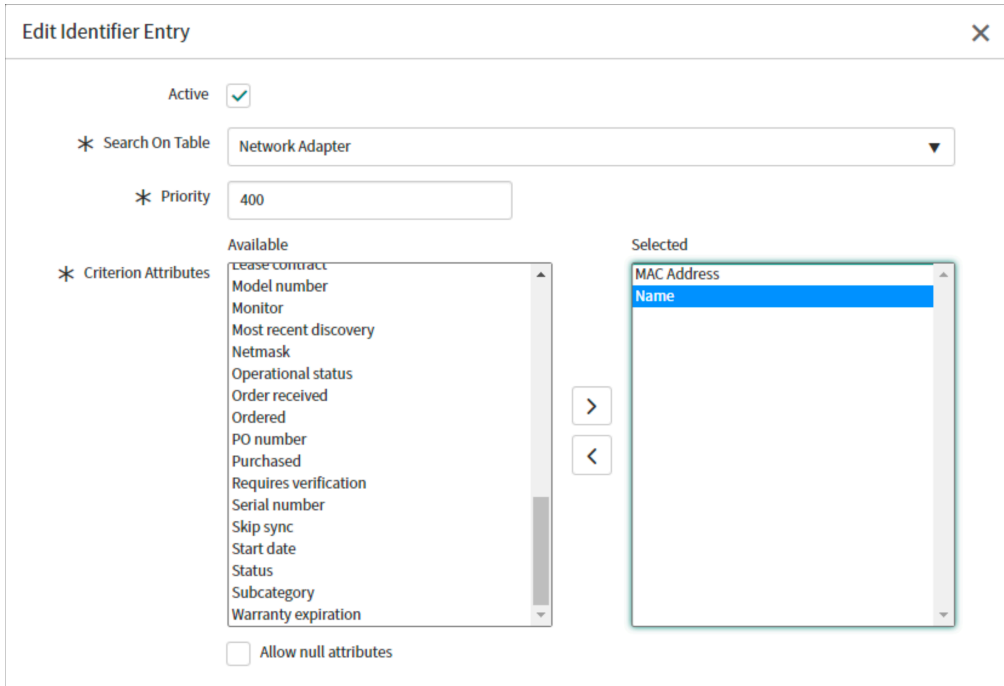 Edit Identifier Entry
Active
Search On Table
Network Adapter
Priority
400
Available
Selected
Criterion Attributes
Lease contract
Model number
Monitor
Most recent discovery
Netmask
Operational status
Order received
Ordered
PO number
Purchased
Requires verification
Serial number
Skip sync
Start date
Status
Subcategory
Warranty expiration
MAC Address
Name
Allow null attributes